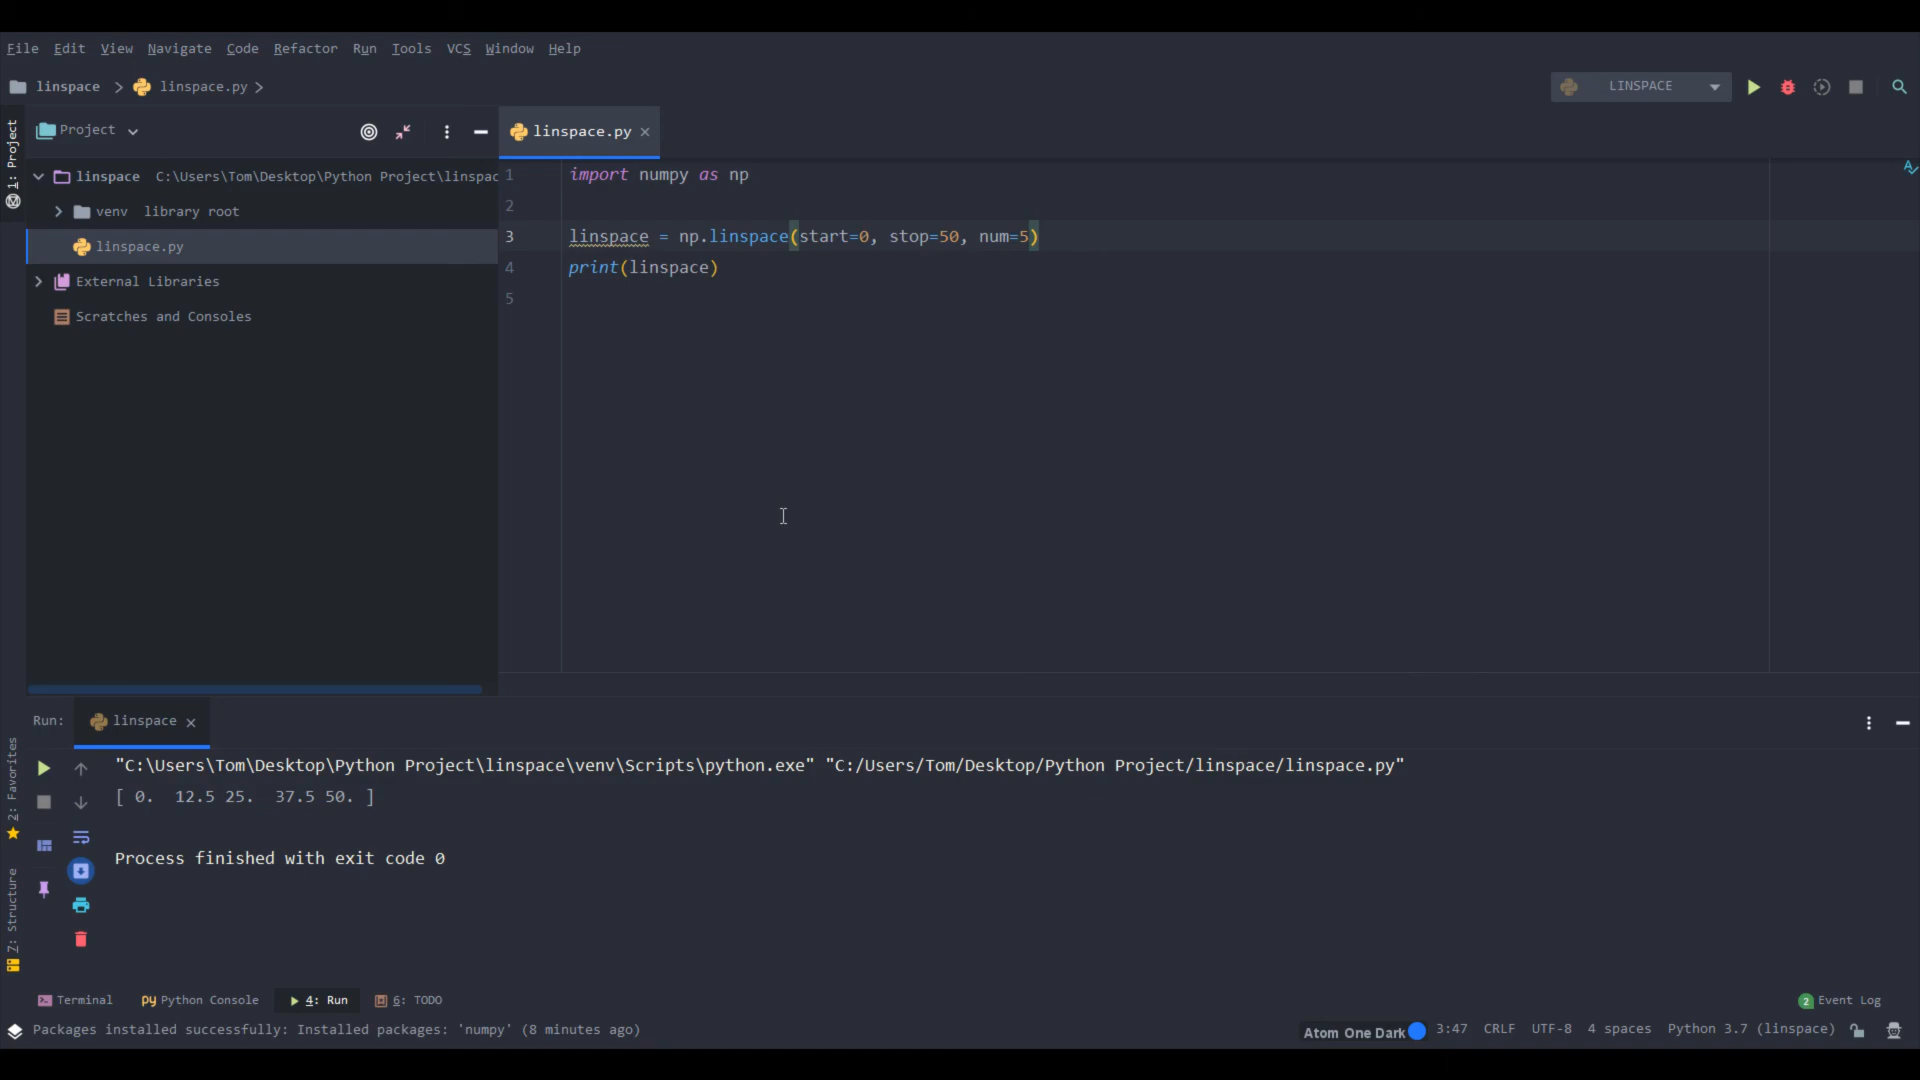 File Edit View Navigate Code Refactor Run Tools VCS Window Help
linspace linspace.py LINSPACE
1: Project
Project
linspace.py
linspace C:\Users\Tom\Desktop\Python Project\linspac
venv library root
linspace.py
External Libraries
Scratches and Consoles
1 import numpy as np
2
3 linspace = np.linspace(start=0, stop=50, num=5)
4 print(linspace)
5
Run: linspace
"C:\Users\Tom\Desktop\Python Project\linspace\venv\Scripts\python.exe" "C:/Users/Tom/Desktop/Python Project/linspace/linspace.py"
[ 0.  12.5 25.  37.5 50. ]
Process finished with exit code 0
2: Favorites
7: Structure
Terminal py Python Console 4: Run 6: TODO 2 Event Log
Packages installed successfully: Installed packages: 'numpy' (8 minutes ago) Atom One Dark 3:47 CRLF UTF-8 4 spaces Python 3.7 (linspace)